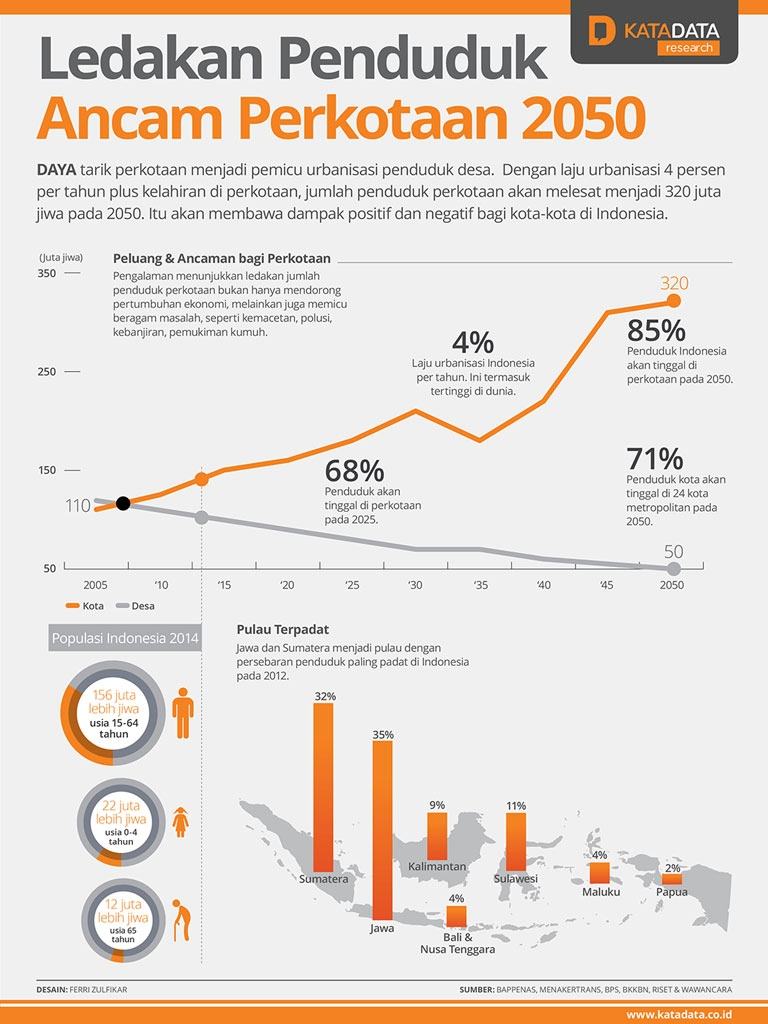 KATADATA
research
Ledakan Penduduk
Ancam Perkotaan 2050
DAYA tarik perkotaan menjadi pemicu urbanisasi penduduk desa. Dengan laju urbanisasi 4 persen
per tahun plus kelahiran di perkotaan, jumlah penduduk perkotaan akan melesat menjadi 320 juta
jiwa pada 2050. Itu akan membawa dampak positif dan negatif bagi kota-kota di Indonesia.
(Juta jiwa)
350
250
150
50
Peluang & Ancaman bagi Perkotaan
Pengalaman menunjukkan ledakan jumlah
penduduk perkotaan bukan hanya mendorong
pertumbuhan ekonomi, melainkan juga memicu
beragam masalah, seperti kemacetan, polusi,
kebanjiran, pemukiman kumuh.
320
85%
Penduduk Indonesia
akan tinggal di
perkotaan pada 2050.
4%
Laju urbanisasi Indonesia
per tahun. Ini termasuk
tertinggi di dunia.
68%
Penduduk akan
tinggal di perkotaan
pada 2025.
71%
Penduduk kota akan
tinggal di 24 kota
metropolitan pada
2050.
110
50
2005 '10 '15 '20 '25 '30 '35 '40 '45 2050
Kota Desa
Populasi Indonesia 2014
156 juta
lebih jiwa
usia 15-64
tahun
22 juta
lebih jiwa
usia 0-4
tahun
12 juta
lebih jiwa
usia 65
tahun
Pulau Terpadat
Jawa dan Sumatera menjadi pulau dengan
persebaran penduduk paling padat di Indonesia
pada 2012.
32%
Sumatera
35%
Jawa
9%
Kalimantan
4%
Bali &
Nusa Tenggara
11%
Sulawesi
4%
Maluku
2%
Papua
DESAIN: FERRI ZULFIKAR
SUMBER: BAPPENAS, MENAKERTRANS, BPS, BKKBN, RISET & WAWANCARA
www.katadata.co.id